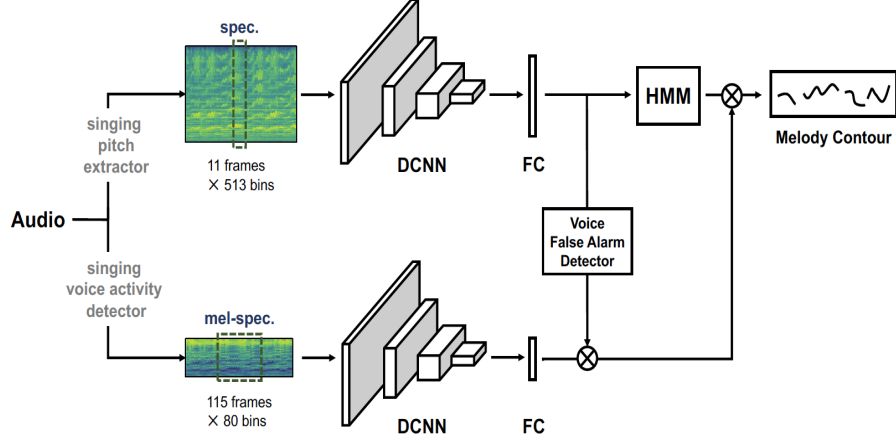 spec.
singing
pitch
extractor
11 frames
× 513 bins
DCNN
FC
HMM
Melody Contour
Audio
Voice
False Alarm
Detector
singing
voice activity
detector
mel-spec.
115 frames
× 80 bins
DCNN
FC